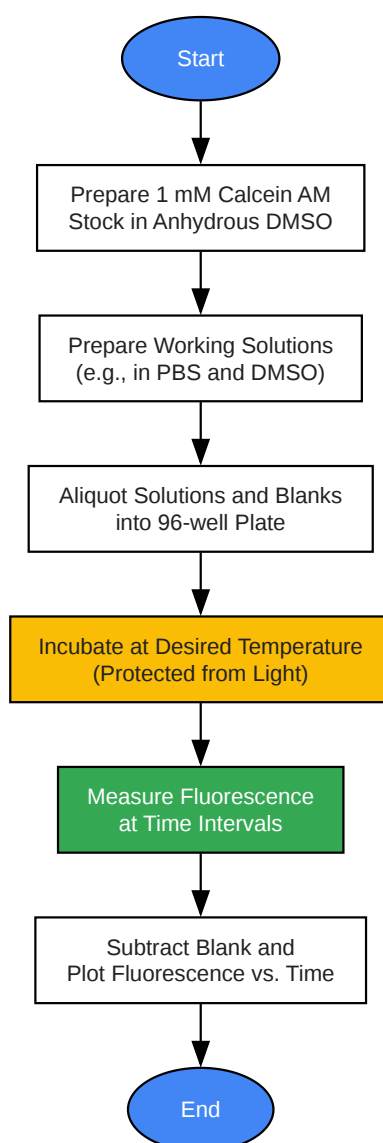 Start
Prepare 1 mM Calcein AM
Stock in Anhydrous DMSO
Prepare Working Solutions
(e.g., in PBS and DMSO)
Aliquot Solutions and Blanks
into 96-well Plate
Incubate at Desired Temperature
(Protected from Light)
Measure Fluorescence
at Time Intervals
Subtract Blank and
Plot Fluorescence vs. Time
End